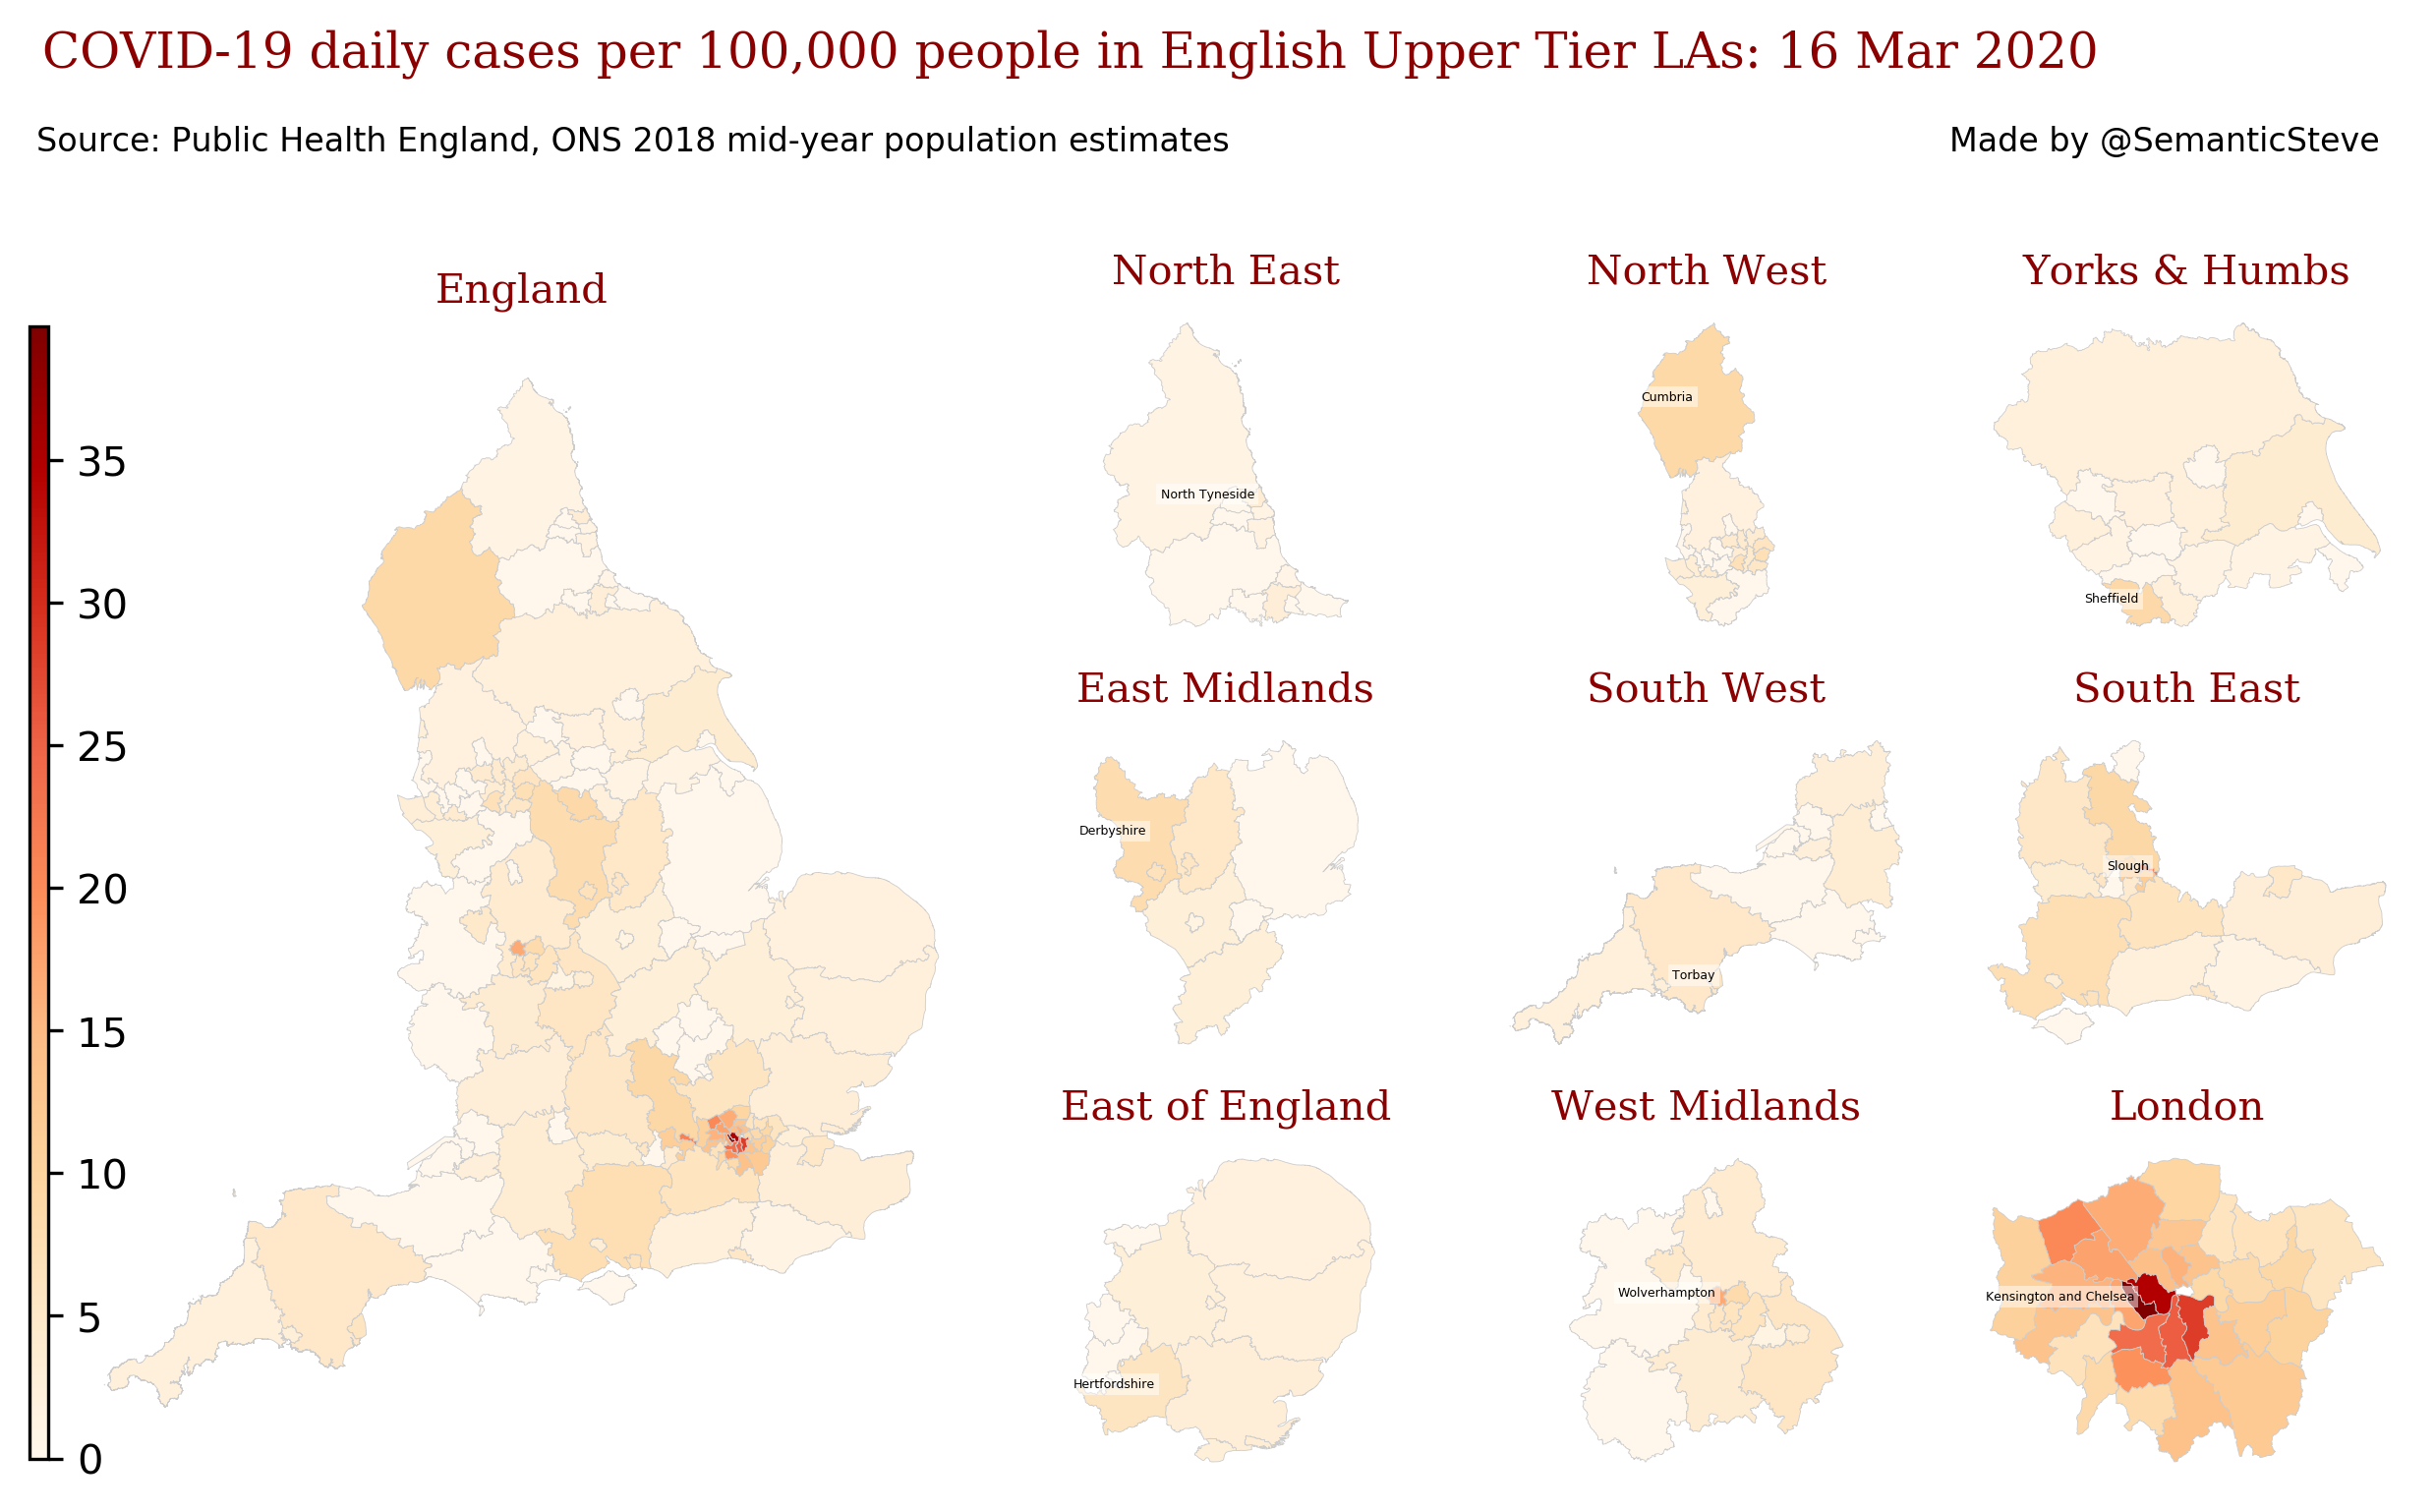 COVID-19 daily cases per 100,000 people in English Upper Tier LAs: 16 Mar 2020
Source: Public Health England, ONS 2018 mid-year population estimates
Made by @SemanticSteve
England
35
30
25
20
15
10
5
0
North East
North Tyneside
North West
Cumbria
Yorks & Humbs
Sheffield
East Midlands
Derbyshire
South West
Torbay
South East
Slough
East of England
Hertfordshire
West Midlands
Wolverhampton
London
Kensington and Chelsea